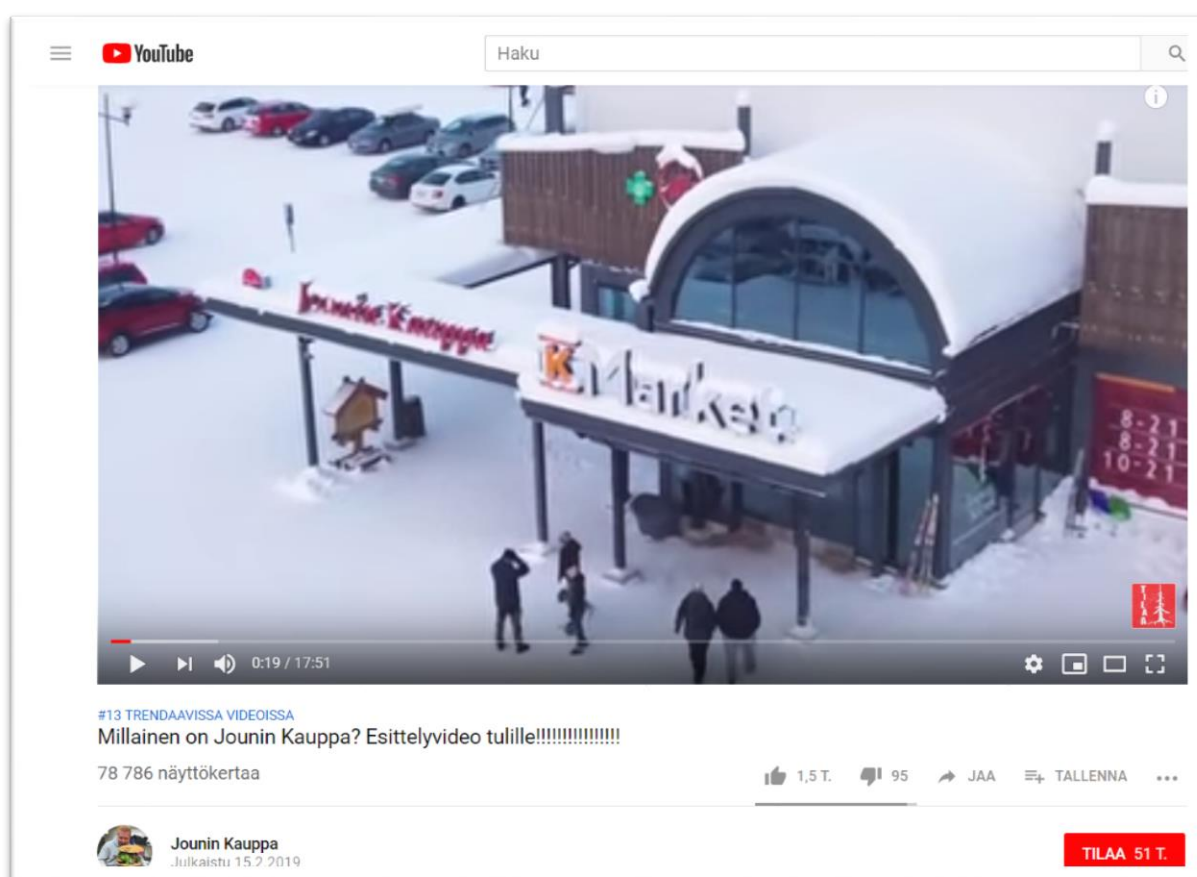 YouTube
Haku
Jounin Kauppa
K Market
8-21
8-21
10-21
TILAA
0:19 / 17:51
#13 TRENDAAVISSA VIDEOISSA
Millainen on Jounin Kauppa? Esittelyvideo tulille!!!!!!!!!!!!!!!!
78 786 näyttökertaa
1,5 T. 95 JAA TALLENNA
Jounin Kauppa
Julkaistu 15.2.2019
TILAA 51 T.